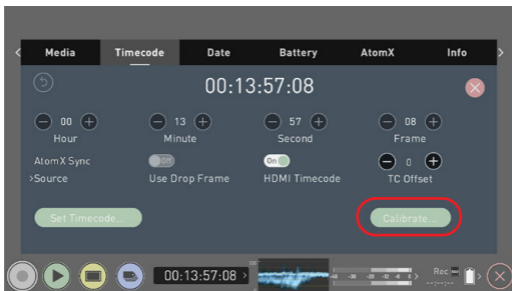 < Media Timecode Date Battery AtomX Info >
00:13:57:08
00 13 57 08
Hour Minute Second Frame
AtomX Sync Off On 0
>Source Use Drop Frame HDMI Timecode TC Offset
Set Timecode... Calibrate...
00:13:57:08 > Rec
--:--:--